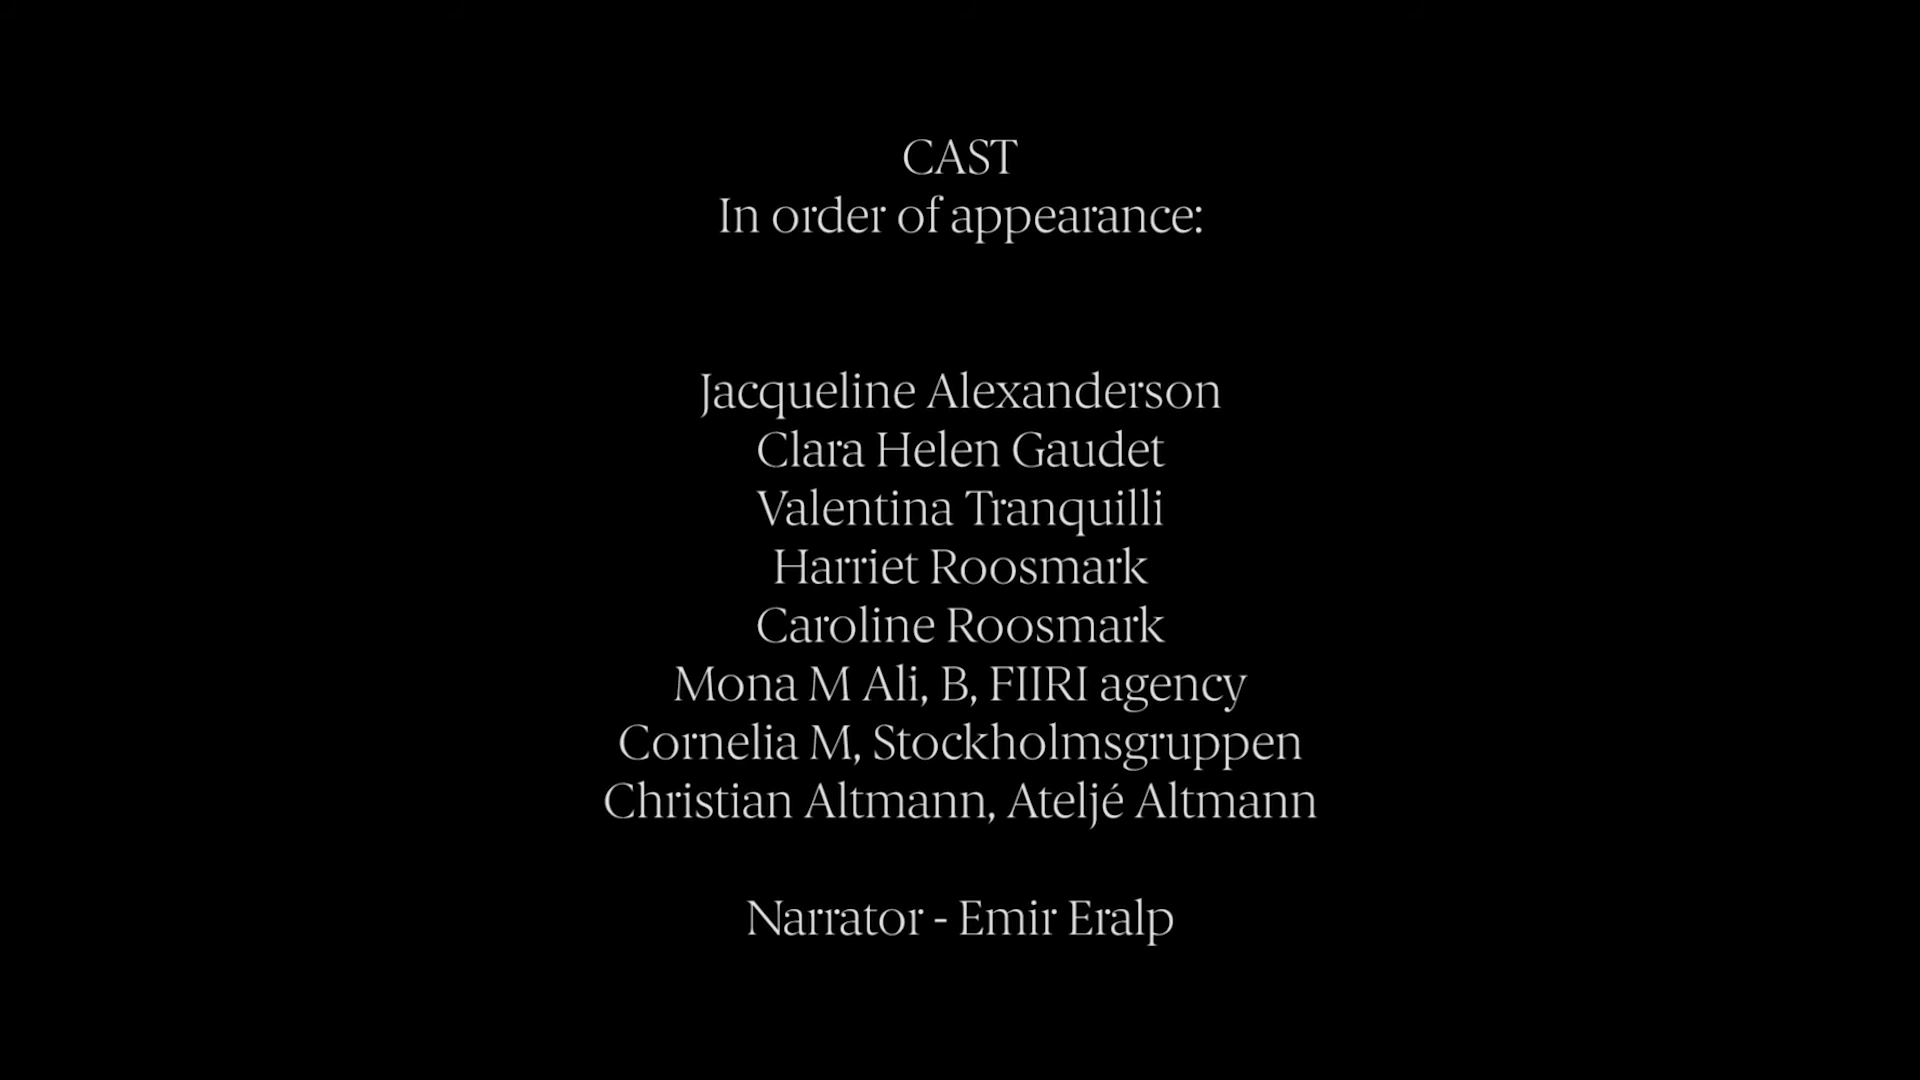 CAST
In order of appearance:
Jacqueline Alexanderson
Clara Helen Gaudet
Valentina Tranquilli
Harriet Roosmark
Caroline Roosmark
Mona M Ali, B, FIIRI agency
Cornelia M, Stockholmsgruppen
Christian Altmann, Ateljé Altmann
Narrator - Emir Eralp